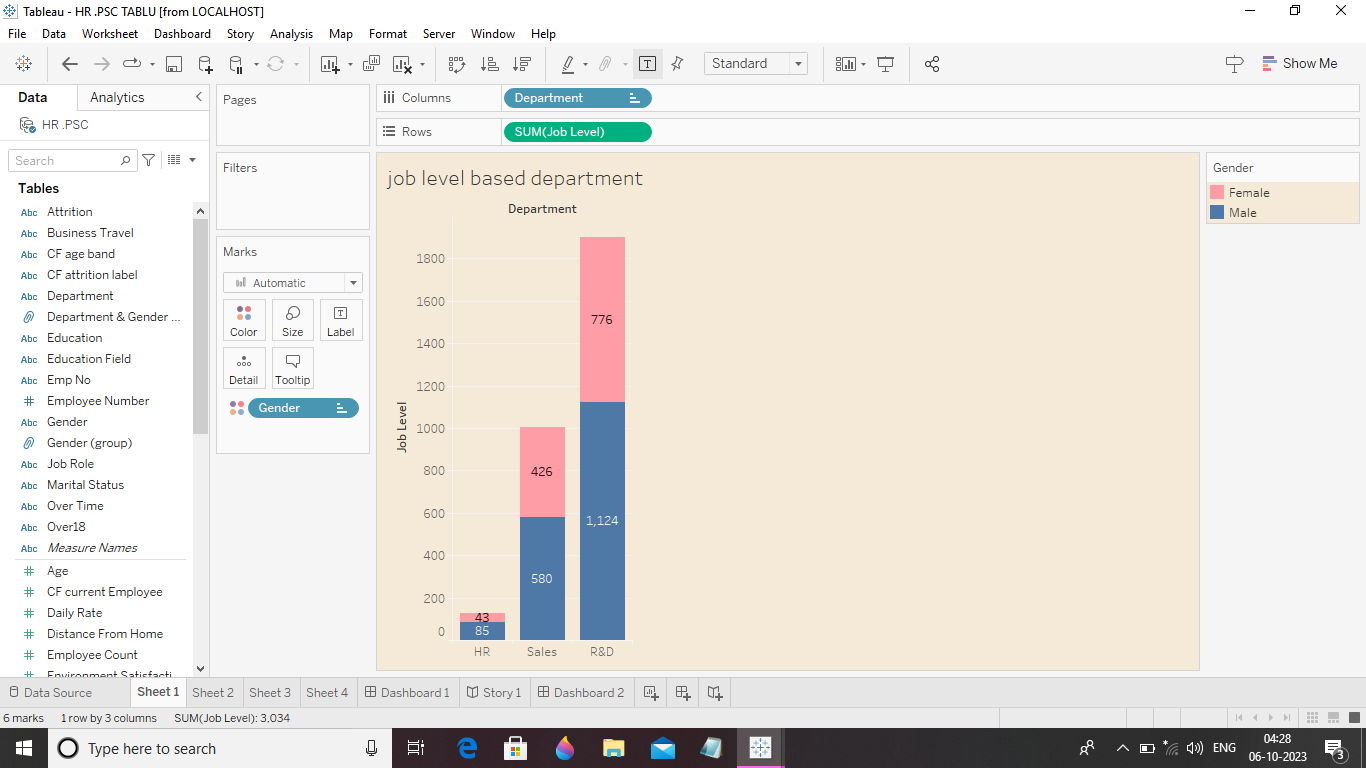 Tableau - HR .PSC TABLU [from LOCALHOST]
File Data Worksheet Dashboard Story Analysis Map Format Server Window Help
Standard
Show Me
Data Analytics
HR .PSC
Search
Tables
Abc Attrition
Abc Business Travel
Abc CF age band
Abc CF attrition label
Abc Department
Department & Gender ...
Abc Education
Abc Education Field
Abc Emp No
# Employee Number
Abc Gender
Gender (group)
Abc Job Role
Abc Marital Status
Abc Over Time
Abc Over18
Abc Measure Names
# Age
# CF current Employee
# Daily Rate
# Distance From Home
# Employee Count
# Environment Satisfacti
Pages
Filters
Marks
Automatic
Color Size Label
Detail Tooltip
Gender
Columns Department
Rows SUM(Job Level)
job level based department
Department
Job Level
1800
1600
1400
1200
1000
800
600
400
200
0
43
85
426
580
776
1,124
HR Sales R&D
Gender
Female
Male
Data Source Sheet 1 Sheet 2 Sheet 3 Sheet 4 Dashboard 1 Story 1 Dashboard 2
6 marks 1 row by 3 columns SUM(Job Level): 3,034
Type here to search
ENG
04:28
06-10-2023
3